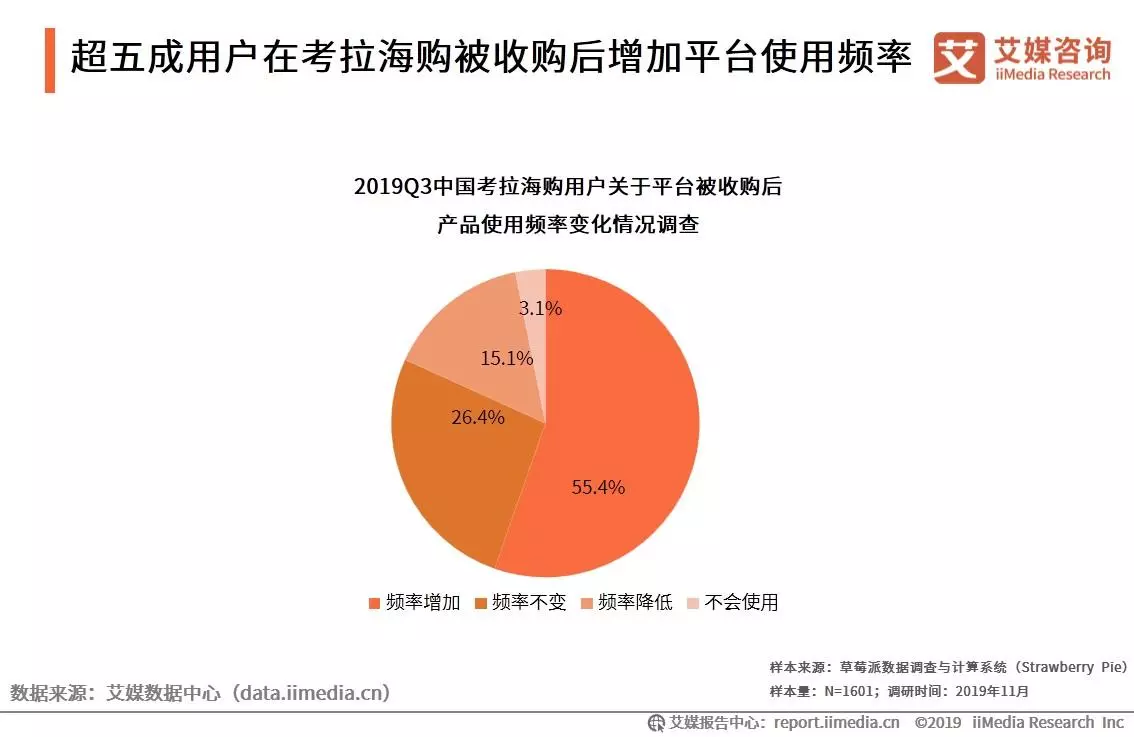 超五成用户在考拉海购被收购后增加平台使用频率
艾 艾媒咨询
iiMedia Research
2019Q3中国考拉海购用户关于平台被收购后
产品使用频率变化情况调查
3.1%
15.1%
26.4%
55.4%
频率增加 频率不变 频率降低 不会使用
样本来源：草莓派数据调查与计算系统（Strawberry Pie）
数据来源：艾媒数据中心（data.iimedia.cn）
样本量：N=1601；调研时间：2019年11月
艾媒报告中心：report.iimedia.cn ©2019 iiMedia Research Inc